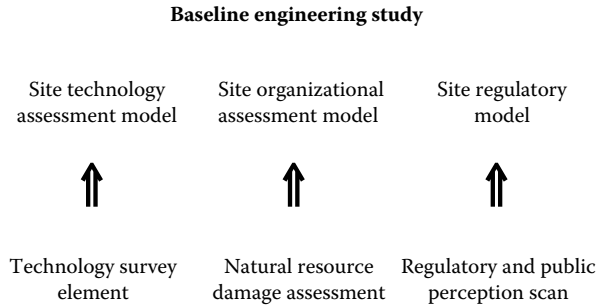 Baseline engineering study
Site technology
assessment model
Site organizational
assessment model
Site regulatory
model
Technology survey
element
Natural resource
damage assessment
Regulatory and public
perception scan